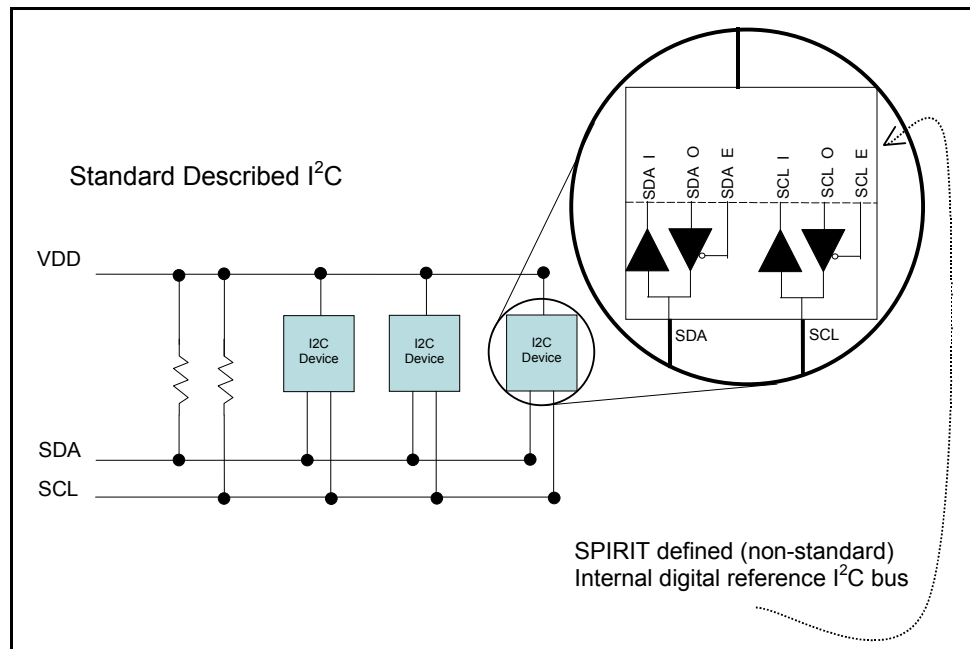 Standard Described I²C
VDD
SDA
SCL
I2C
Device
I2C
Device
I2C
Device
SDA I
SDA O
SDA E
SCL I
SCL O
SCL E
SDA
SCL
SPIRIT defined (non-standard)
Internal digital reference I²C bus